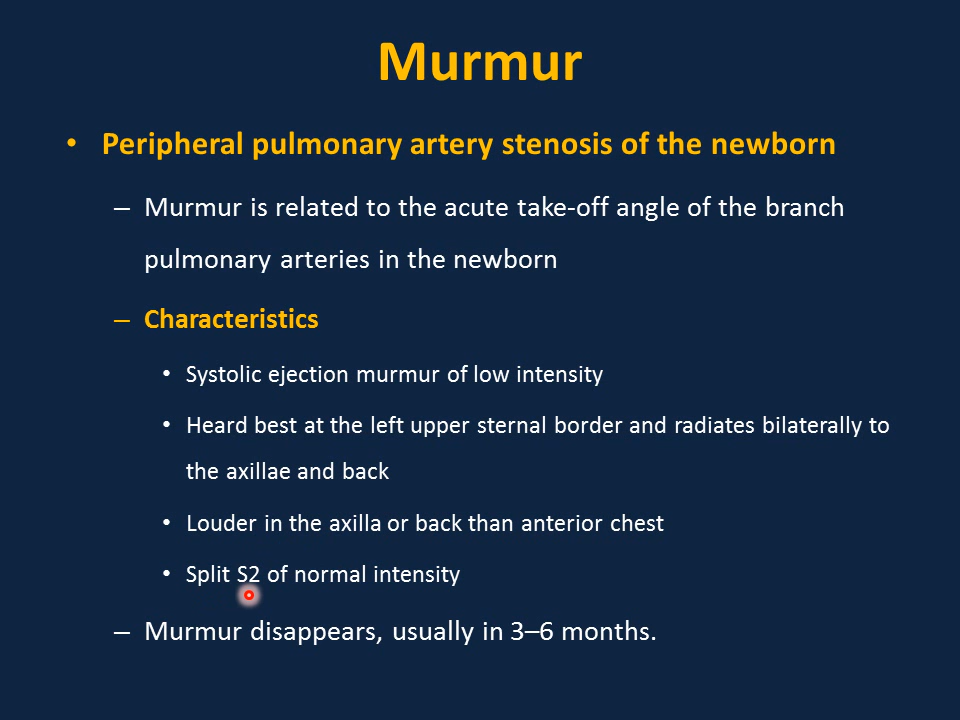 Murmur
• Peripheral pulmonary artery stenosis of the newborn
– Murmur is related to the acute take-off angle of the branch
pulmonary arteries in the newborn
– Characteristics
• Systolic ejection murmur of low intensity
• Heard best at the left upper sternal border and radiates bilaterally to
the axillae and back
• Louder in the axilla or back than anterior chest
• Split S2 of normal intensity
– Murmur disappears, usually in 3–6 months.